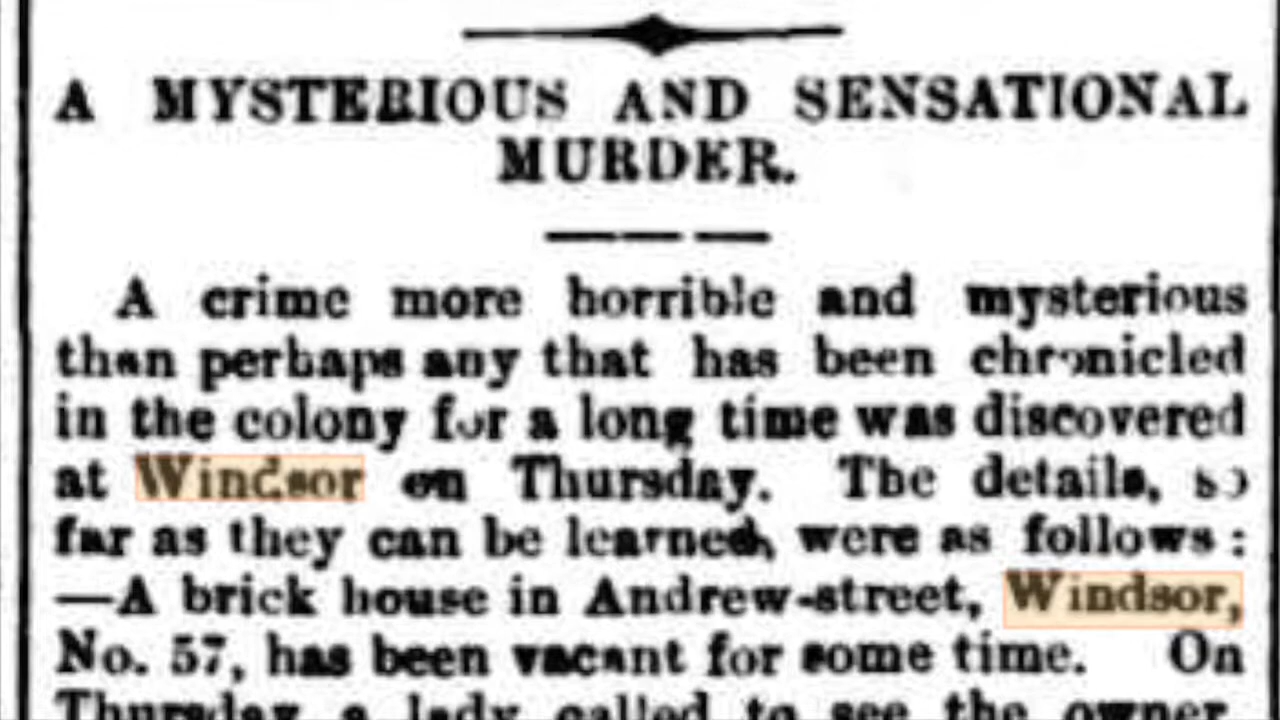 A MYSTERIOUS AND SENSATIONAL
MURDER.
A crime more horrible and mysterious
than perhaps any that has been chronicled
in the colony for a long time was discovered
at Windsor on Thursday. The details, so
far as they can be learned, were as follows :
—A brick house in Andrew-street, Windsor,
No. 57, has been vacant for some time. On
Thursday a lady called to see the owner